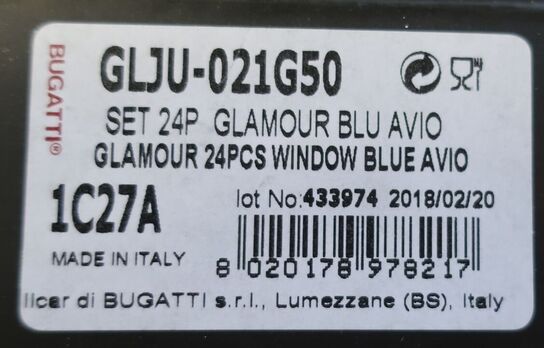 BUGATTI®
GLJU-021G50
SET 24P GLAMOUR BLU AVIO
GLAMOUR 24PCS WINDOW BLUE AVIO
1C27A
lot No:433974 2018/02/20
MADE IN ITALY
8 020178 978217
licar di BUGATTI s.r.l., Lumezzane (BS), Italy